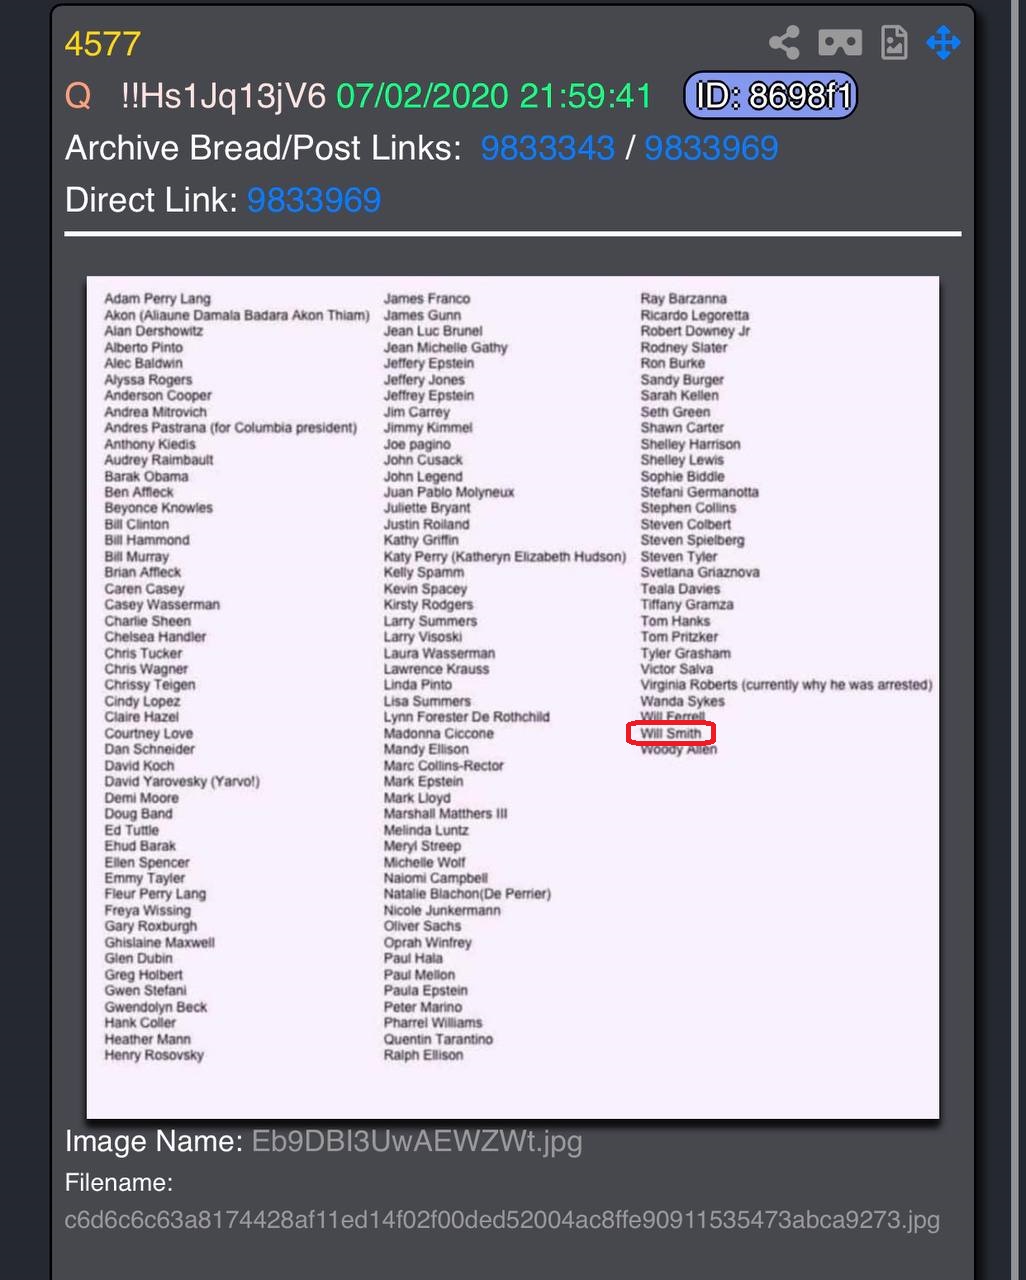 4577
Q !!Hs1Jq13jV6 07/02/2020 21:59:41 ID: 8698f1
Archive Bread/Post Links: 9833343 / 9833969
Direct Link: 9833969
Adam Perry Lang
Akon (Aliaune Damala Badara Akon Thiam)
Alan Dershowitz
Alberto Pinto
Alec Baldwin
Alyssa Rogers
Anderson Cooper
Andrea Mitrovich
Andres Pastrana (for Columbia president)
Anthony Kiedis
Audrey Raimbault
Barak Obama
Ben Affleck
Beyonce Knowles
Bill Clinton
Bill Hammond
Bill Murray
Brian Affleck
Caren Casey
Casey Wasserman
Charlie Sheen
Chelsea Handler
Chris Tucker
Chris Wagner
Chrissy Teigen
Cindy Lopez
Claire Hazel
Courtney Love
Dan Schneider
David Koch
David Yarovesky (Yarvo!)
Demi Moore
Doug Band
Ed Tuttle
Ehud Barak
Ellen Spencer
Emmy Tayler
Fleur Perry Lang
Freya Wissing
Gary Roxburgh
Ghislaine Maxwell
Glen Dubin
Greg Holbert
Gwen Stefani
Gwendolyn Beck
Hank Coller
Heather Mann
Henry Rosovsky
James Franco
James Gunn
Jean Luc Brunel
Jean Michelle Gathy
Jeffery Epstein
Jeffery Jones
Jeffrey Epstein
Jim Carrey
Jimmy Kimmel
Joe pagino
John Cusack
John Legend
Juan Pablo Molyneux
Juliette Bryant
Justin Roiland
Kathy Griffin
Katy Perry (Katheryn Elizabeth Hudson)
Kelly Spamm
Kevin Spacey
Kirsty Rodgers
Larry Summers
Larry Visoski
Laura Wasserman
Lawrence Krauss
Linda Pinto
Lisa Summers
Lynn Forester De Rothchild
Madonna Ciccone
Mandy Ellison
Marc Collins-Rector
Mark Epstein
Mark Lloyd
Marshall Matthers III
Melinda Luntz
Meryl Streep
Michelle Wolf
Naiomi Campbell
Natalie Blachon(De Perrier)
Nicole Junkermann
Oliver Sachs
Oprah Winfrey
Paul Hala
Paul Mellon
Paula Epstein
Peter Marino
Pharrel Williams
Quentin Tarantino
Ralph Ellison
Ray Barzanna
Ricardo Legoretta
Robert Downey Jr
Rodney Slater
Ron Burke
Sandy Burger
Sarah Kellen
Seth Green
Shawn Carter
Shelley Harrison
Shelley Lewis
Sophie Biddle
Stefani Germanotta
Stephen Collins
Steven Colbert
Steven Spielberg
Steven Tyler
Svetlana Griaznova
Teala Davies
Tiffany Gramza
Tom Hanks
Tom Pritzker
Tyler Grasham
Victor Salva
Virginia Roberts (currently why he was arrested)
Wanda Sykes
Will Ferrell
Will Smith
Woody Allen
Image Name: Eb9DBI3UwAEWZWt.jpg
Filename:
c6d6c6c63a8174428af11ed14f02f00ded52004ac8ffe90911535473abca9273.jpg